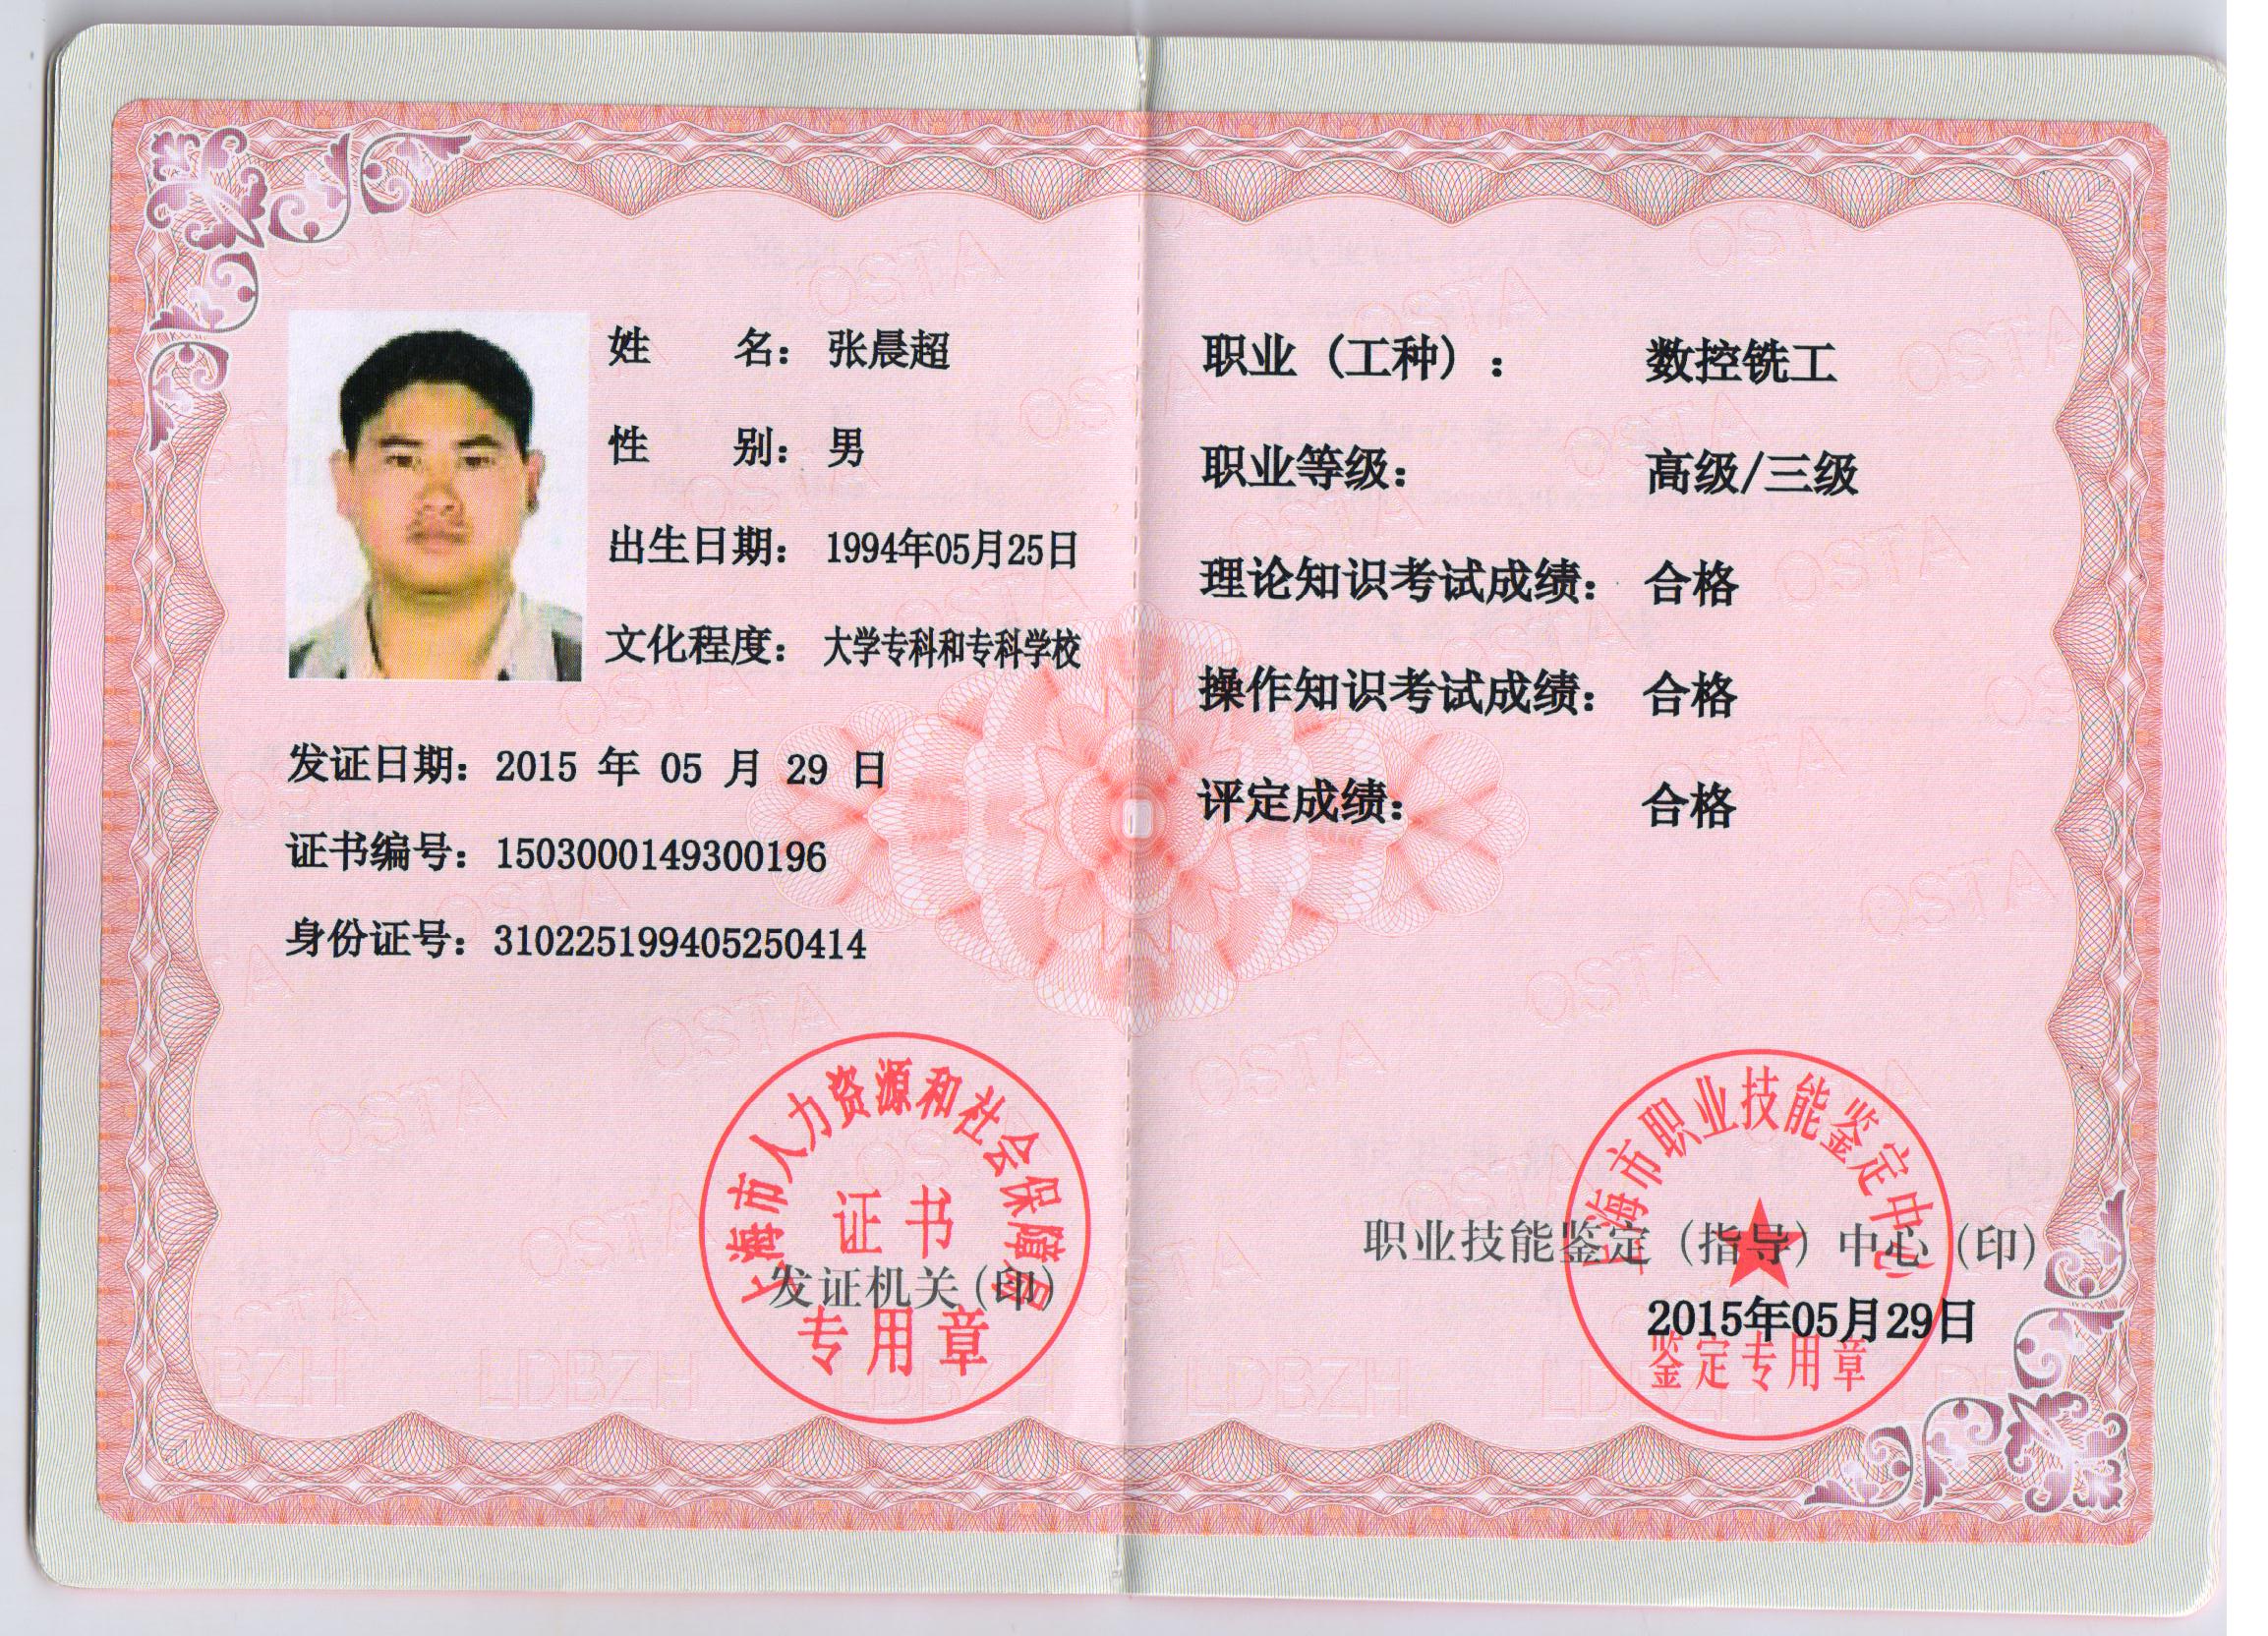 姓 名： 张晨超
性 别： 男
出生日期： 1994年05月25日
文化程度： 大学专科和专科学校
发证日期：2015 年 05 月 29 日
证书编号：1503000149300196
身份证号：310225199405250414
上海市人力资源和社会保障局
证书
发证机关(印)
专用章
职业（工种）： 数控铣工
职业等级： 高级/三级
理论知识考试成绩： 合格
操作知识考试成绩： 合格
评定成绩： 合格
上海市职业技能鉴定中心
职业技能鉴定（指导）中心（印）
2015年05月29日
鉴定专用章
OSTA
LDBZH